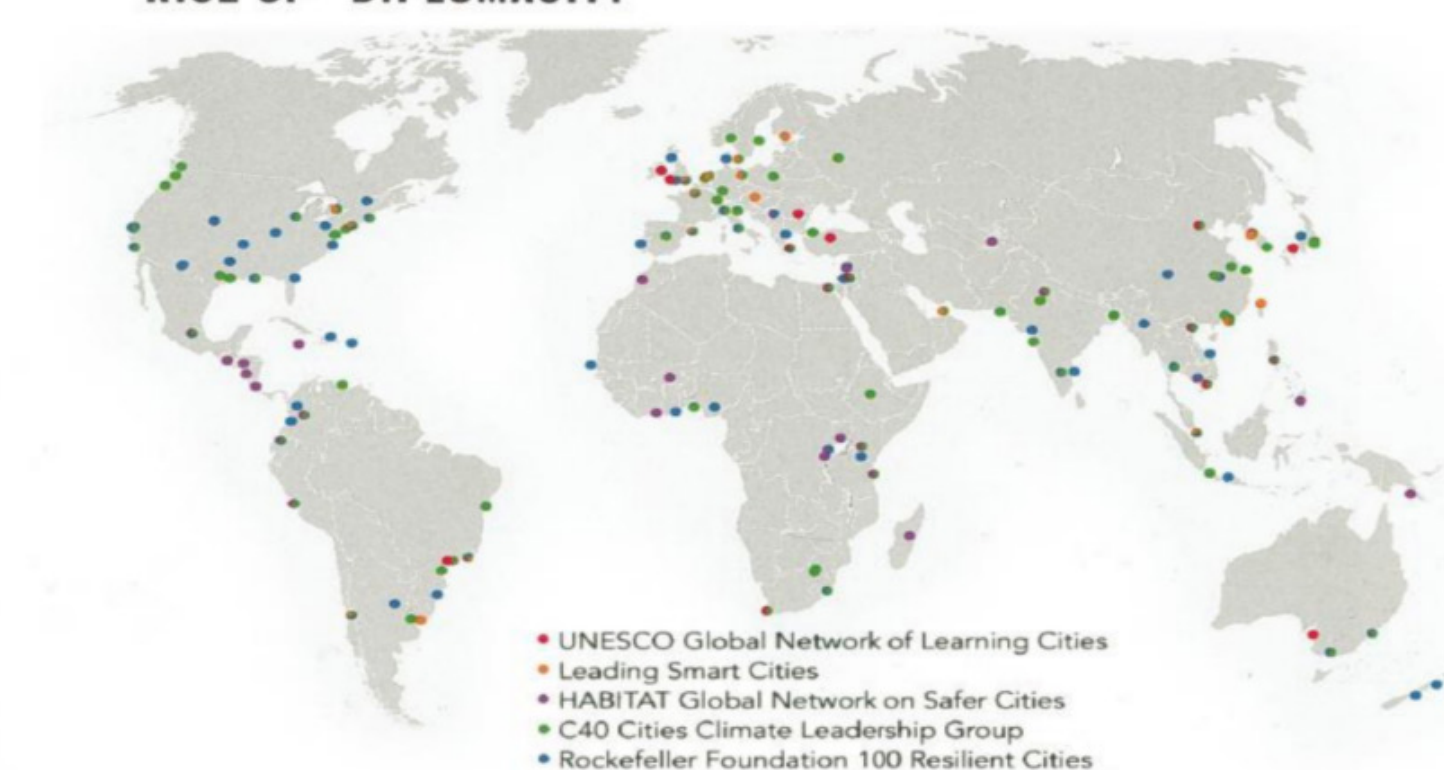 UNESCO Global Network of Learning Cities
Leading Smart Cities
HABITAT Global Network on Safer Cities
C40 Cities Climate Leadership Group
Rockefeller Foundation 100 Resilient Cities